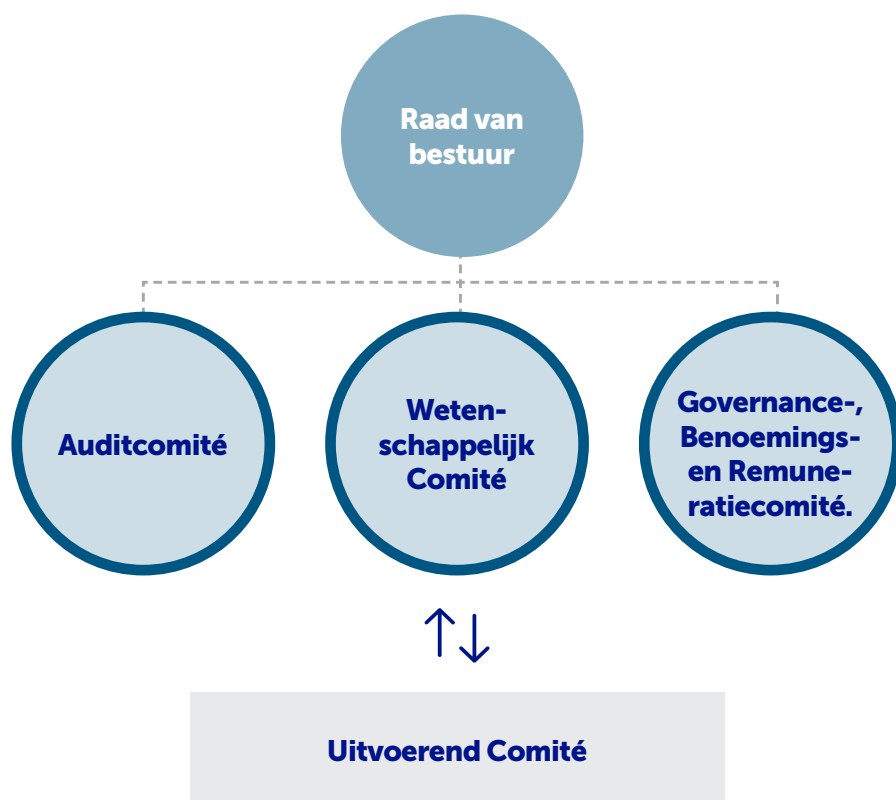 Raad van
bestuur
Auditcomité
Weten-
schappelijk
Comité
Governance-,
Benoemings-
en Remune-
ratiecomité.
Uitvoerend Comité